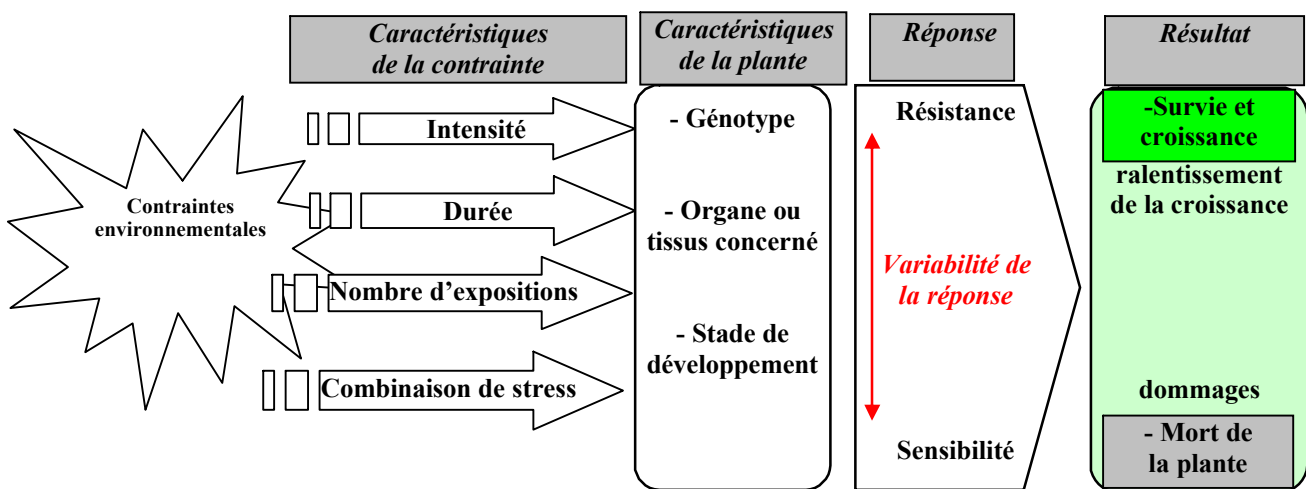 Caractéristiques
de la contrainte
Caractéristiques
de la plante
Réponse
Résultat
Contraintes
environnementales
Intensité
Durée
Nombre d'expositions
Combinaison de stress
- Génotype
- Organe ou
tissus concerné
- Stade de
développement
Résistance
Variabilité de
la réponse
Sensibilité
-Survie et
croissance
ralentissement
de la croissance
dommages
- Mort de
la plante